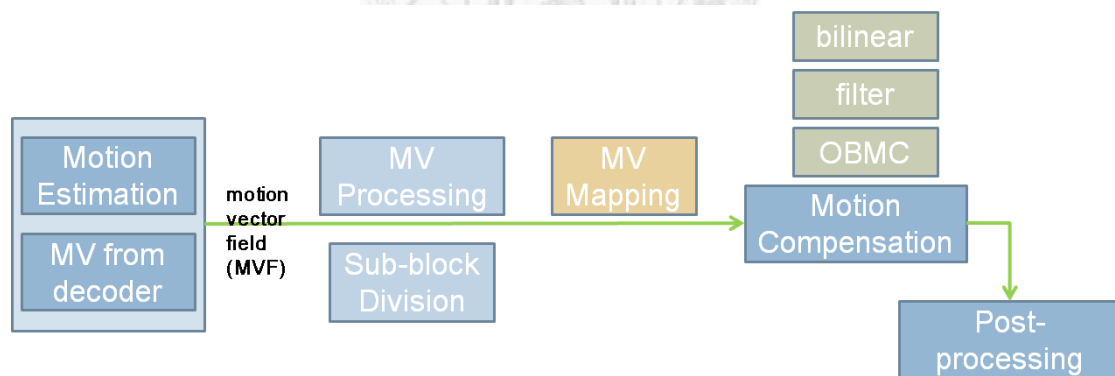 bilinear
filter
OBMC
Motion
Estimation
MV from
decoder
motion
vector
field
(MVF)
MV
Processing
Sub-block
Division
MV
Mapping
Motion
Compensation
Post-
processing